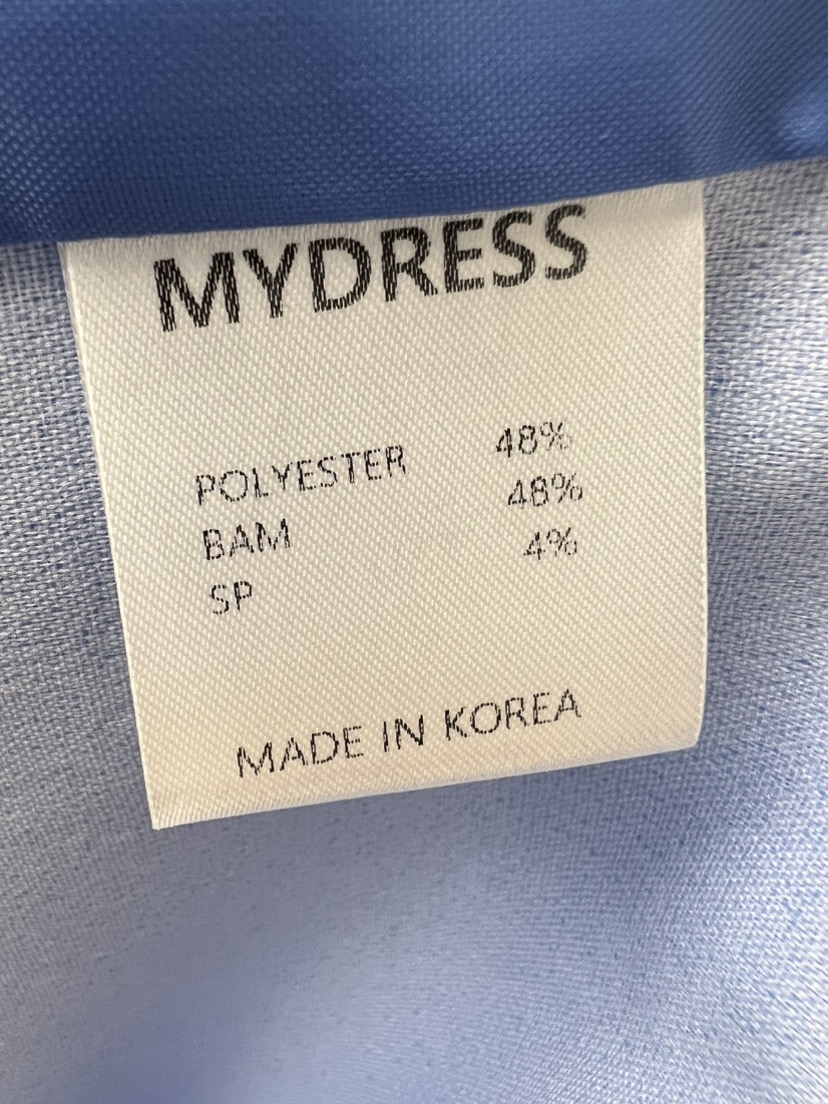 MYDRESS
POLYESTER 48%
BAM 48%
SP 4%
MADE IN KOREA